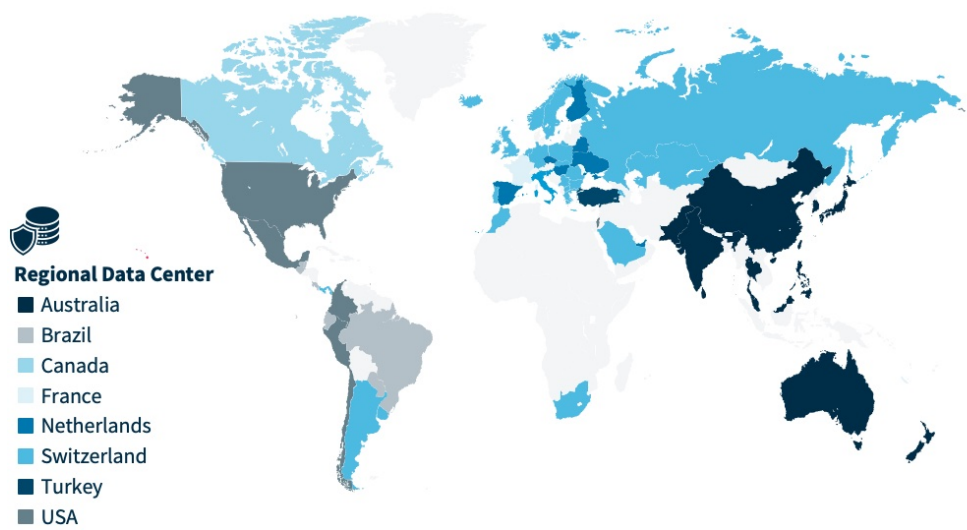 Regional Data Center
Australia
Brazil
Canada
France
Netherlands
Switzerland
Turkey
USA